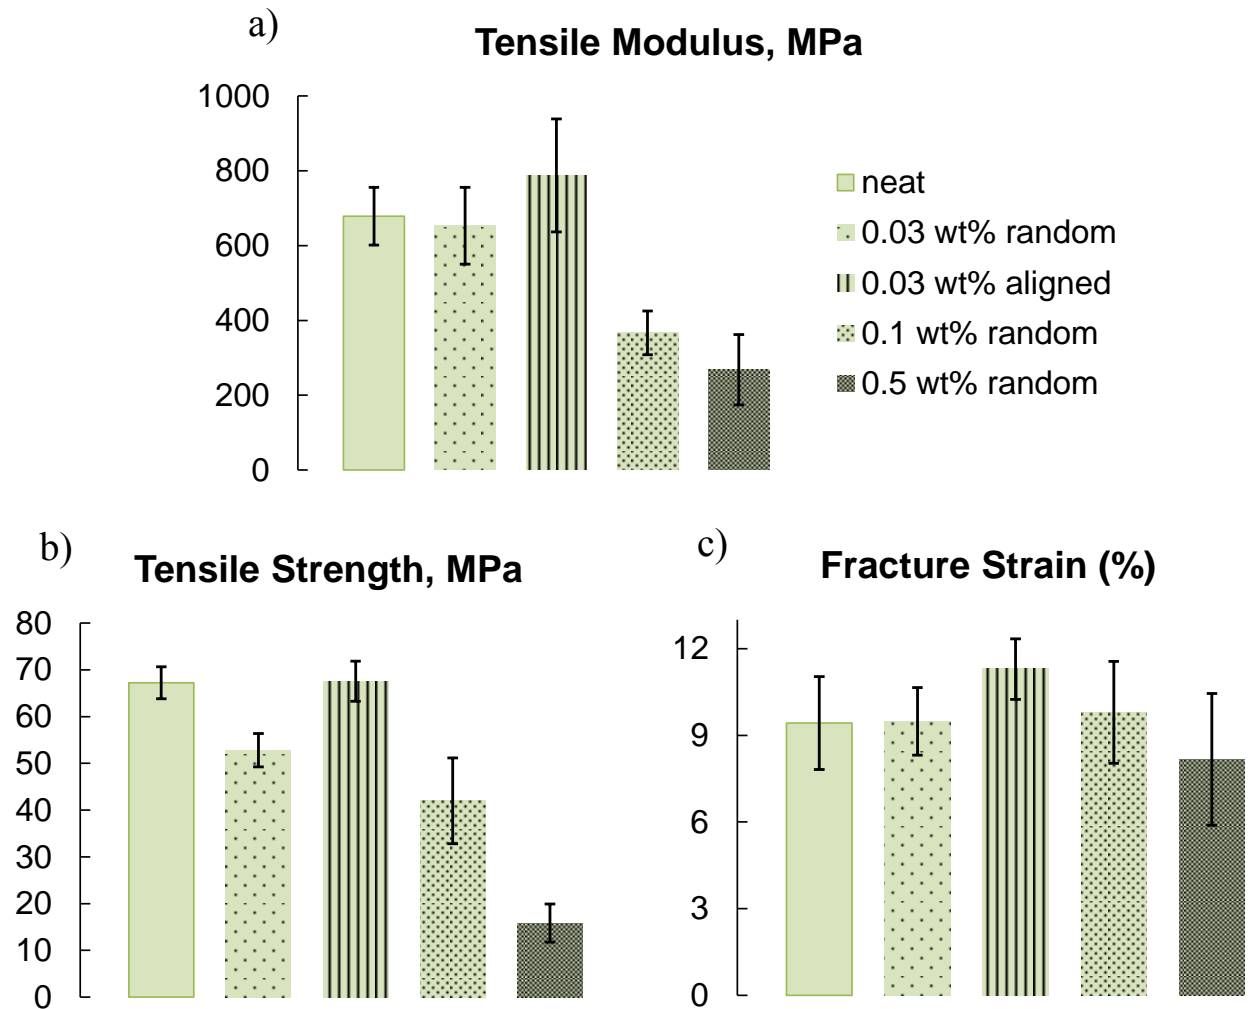 a)
Tensile Modulus, MPa
1000
800
600
400
200
0
neat
0.03 wt% random
0.03 wt% aligned
0.1 wt% random
0.5 wt% random
b)
Tensile Strength, MPa
80
70
60
50
40
30
20
10
0
c)
Fracture Strain (%)
12
9
6
3
0